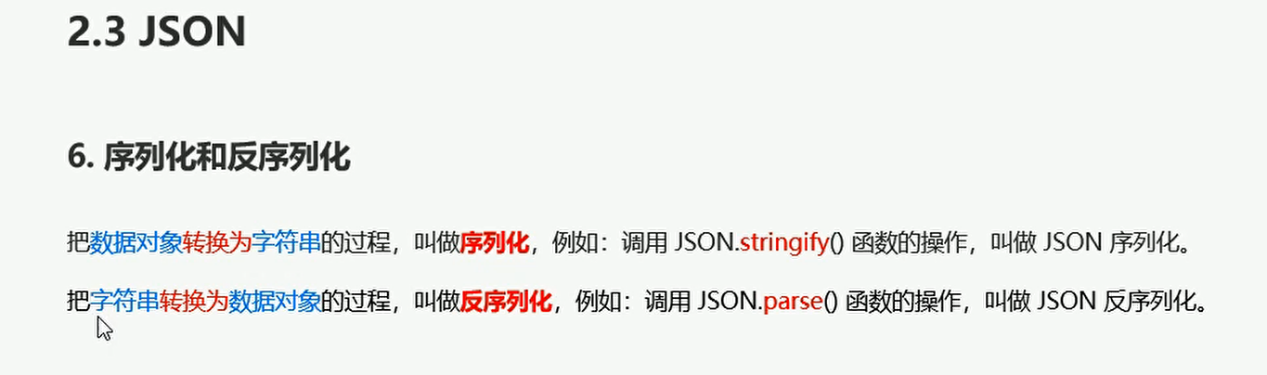 2.3 JSON
6. 序列化和反序列化
把数据对象转换为字符串的过程，叫做序列化，例如：调用 JSON.stringify() 函数的操作，叫做 JSON 序列化。
把字符串转换为数据对象的过程，叫做反序列化，例如：调用 JSON.parse() 函数的操作，叫做 JSON 反序列化。